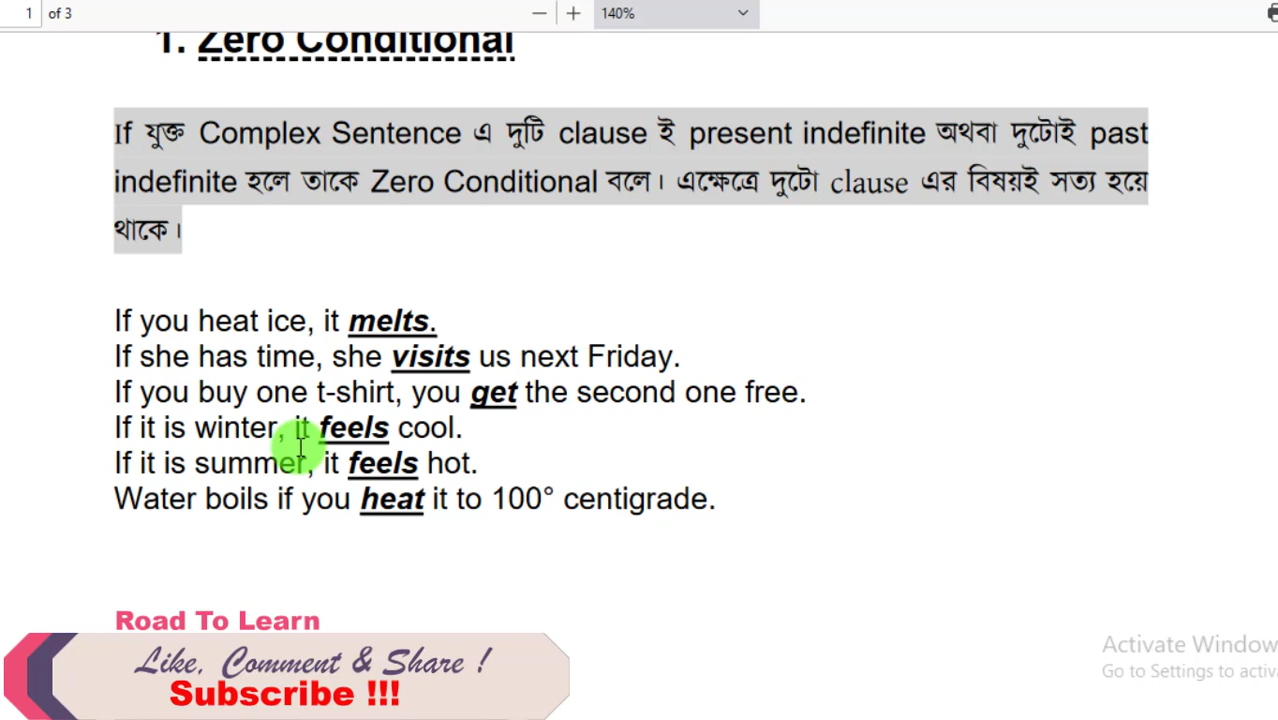 1 of 3 140%
1. Zero Conditional
If যুক্ত Complex Sentence এ দুটি clause ই present indefinite অথবা দুটোই past
indefinite হলে তাকে Zero Conditional বলে। এক্ষেত্রে দুটো clause এর বিষয়ই সত্য হয়ে
থাকে।
If you heat ice, it melts.
If she has time, she visits us next Friday.
If you buy one t-shirt, you get the second one free.
If it is winter, it feels cool.
If it is summer, it feels hot.
Water boils if you heat it to 100° centigrade.
Road To Learn
Like, Comment & Share !
Subscribe !!!
Activate Window
Go to Settings to activa